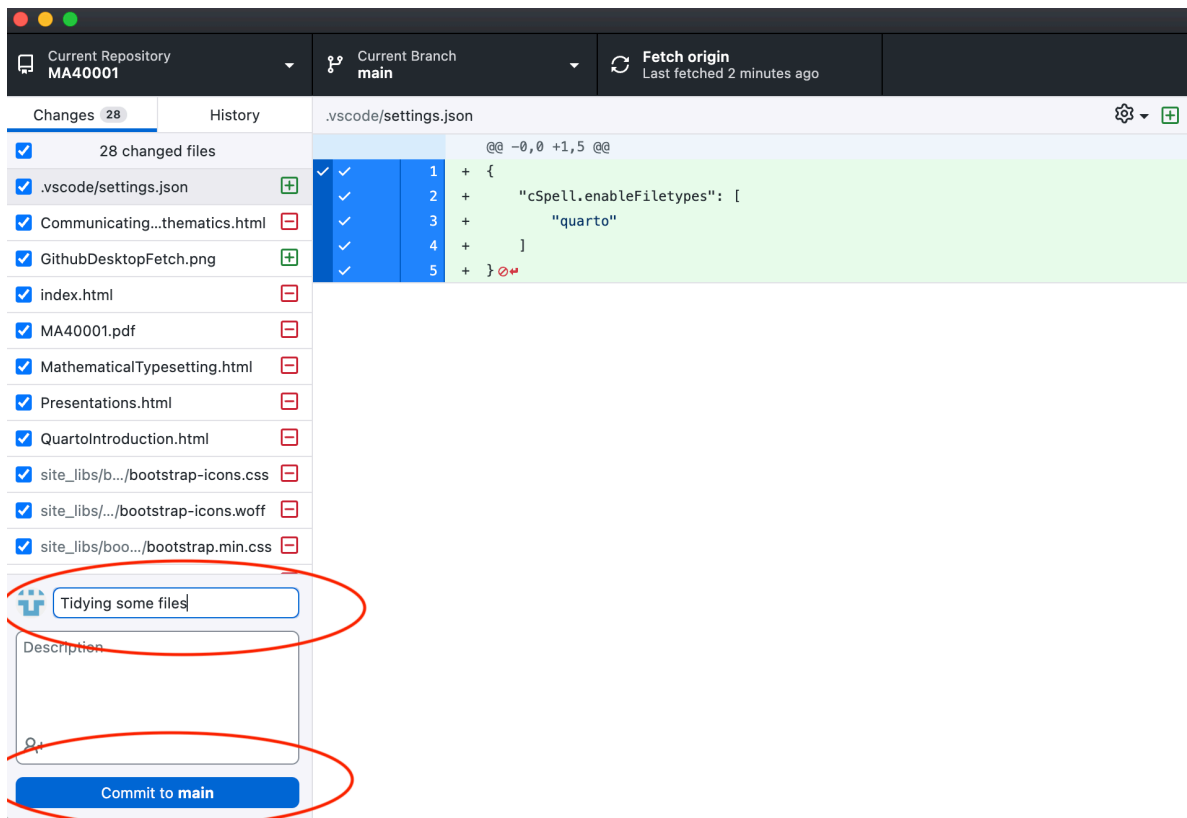 Current Repository
MA40001
Current Branch
main
Fetch origin
Last fetched 2 minutes ago
Changes 28
History
28 changed files
.vscode/settings.json
Communicating...thematics.html
GithubDesktopFetch.png
index.html
MA40001.pdf
MathematicalTypesetting.html
Presentations.html
QuartoIntroduction.html
site_libs/b.../bootstrap-icons.css
site_libs/.../bootstrap-icons.woff
site_libs/boo.../bootstrap.min.css
Tidying some files
Description
Commit to main
.vscode/settings.json
@@ -0,0 +1,5 @@
1 + {
2 + "cSpell.enableFiletypes": [
3 + "quarto"
4 + ]
5 + }